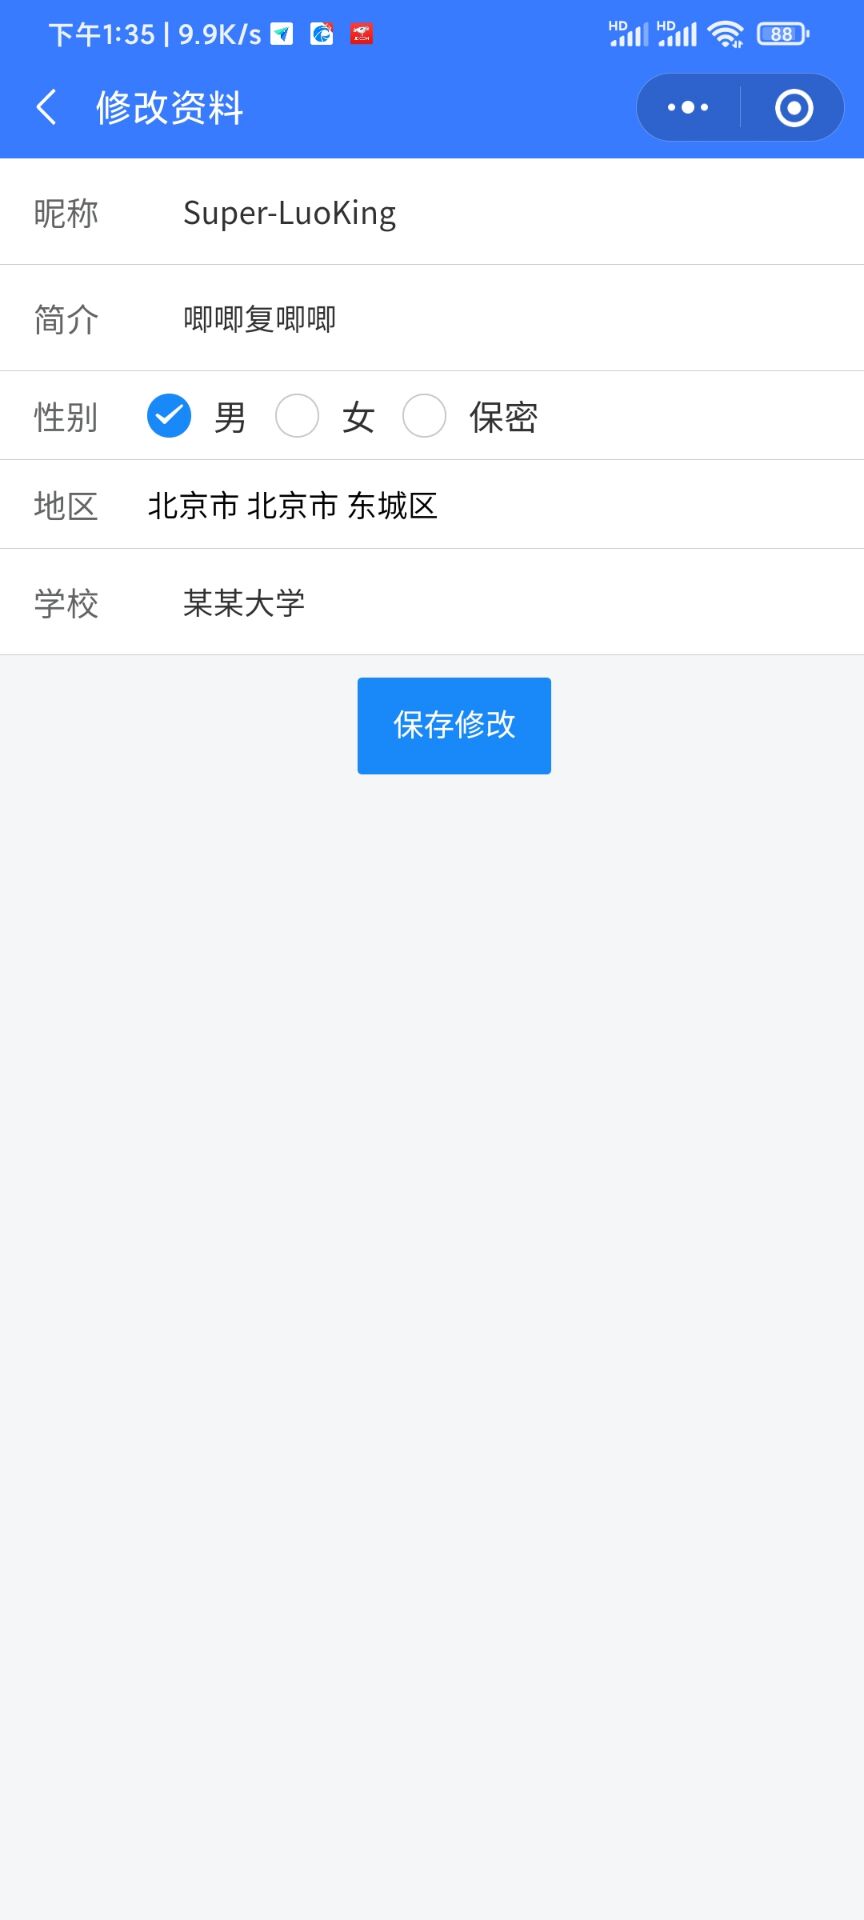 下午1:35 | 9.9K/s HD HD 88
修改资料
昵称 Super-LuoKing
简介 唧唧复唧唧
性别 男 女 保密
地区 北京市 北京市 东城区
学校 某某大学
保存修改